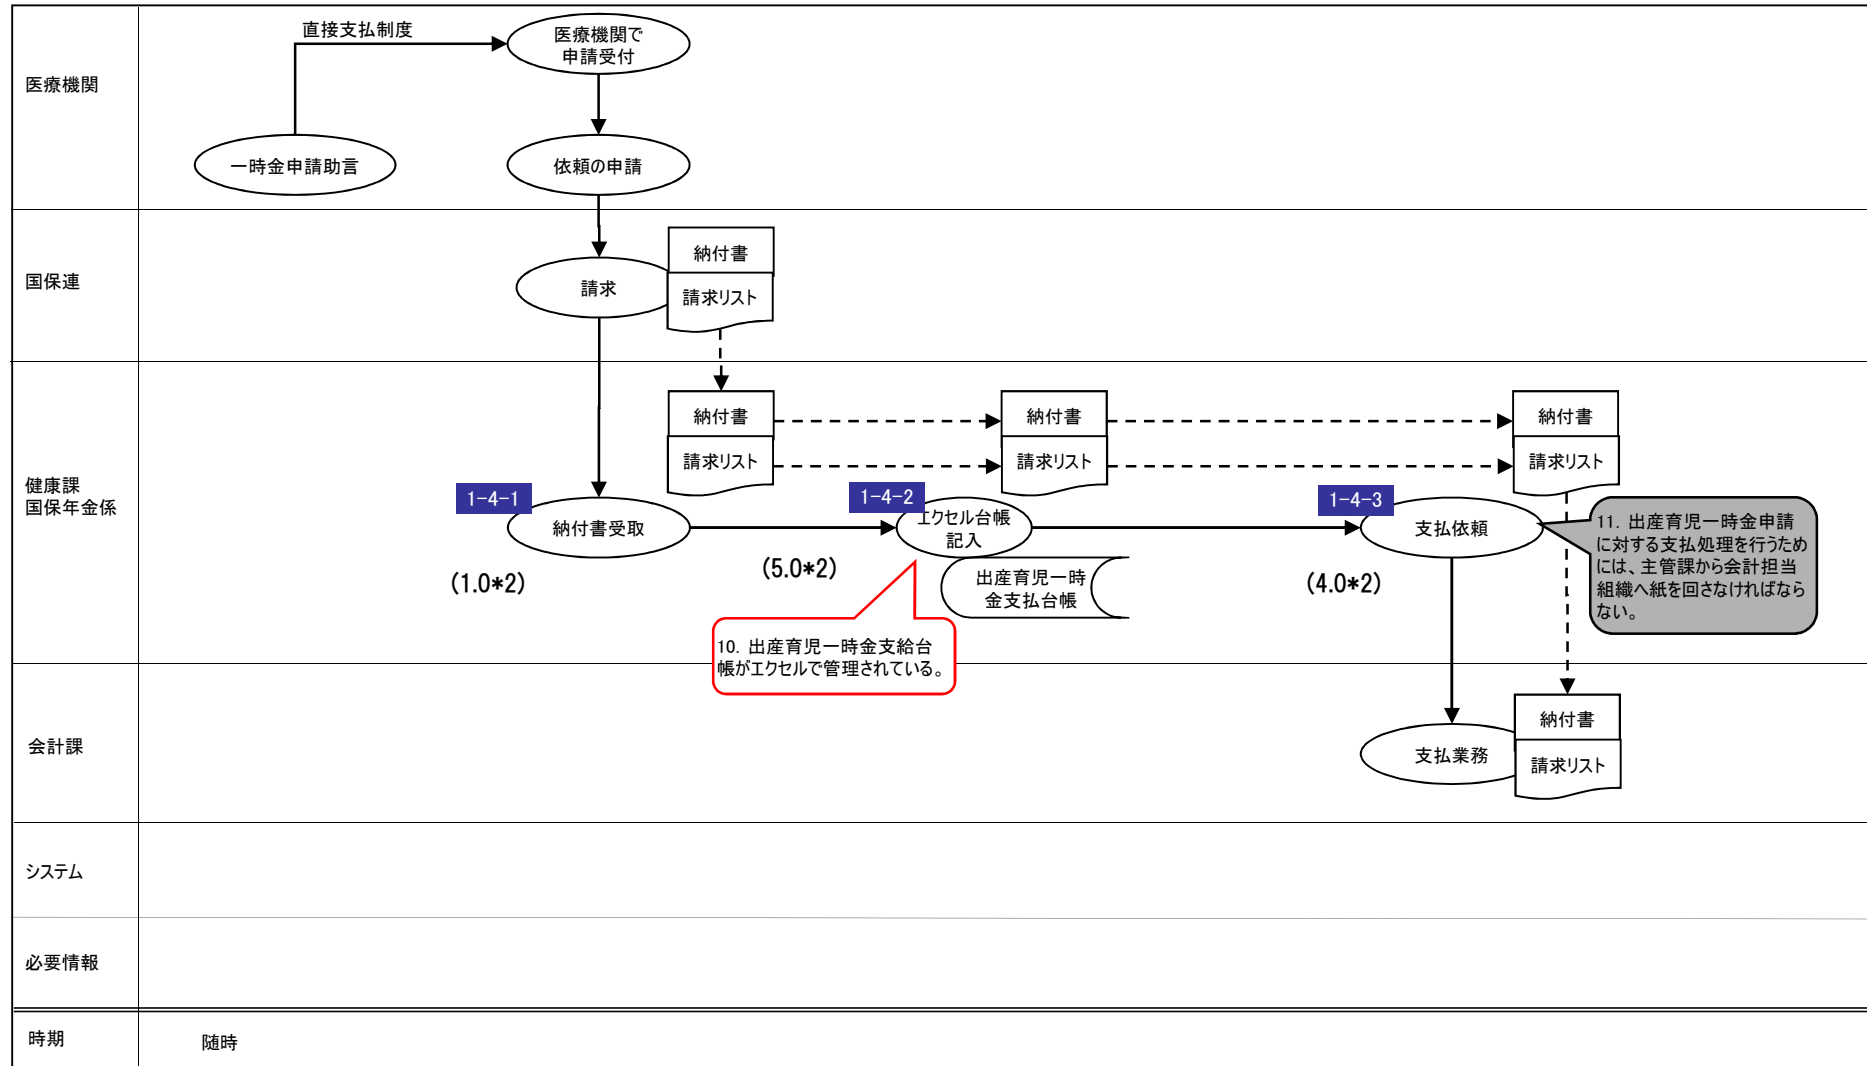 医療機関
直接支払制度
医療機関で
申請受付
一時金申請助言
依頼の申請
国保連
請求
納付書
請求リスト
健康課
国保年金係
納付書
請求リスト
納付書
請求リスト
納付書
請求リスト
1-4-1
納付書受取
(1.0*2)
1-4-2
エクセル台帳
記入
(5.0*2)
出産育児一時
金支払台帳
1-4-3
支払依頼
(4.0*2)
10. 出産育児一時金支給台
帳がエクセルで管理されている。
11. 出産育児一時金申請
に対する支払処理を行うため
には、主管課から会計担当
組織へ紙を回さなければなら
ない。
会計課
支払業務
納付書
請求リスト
システム
必要情報
時期
随時